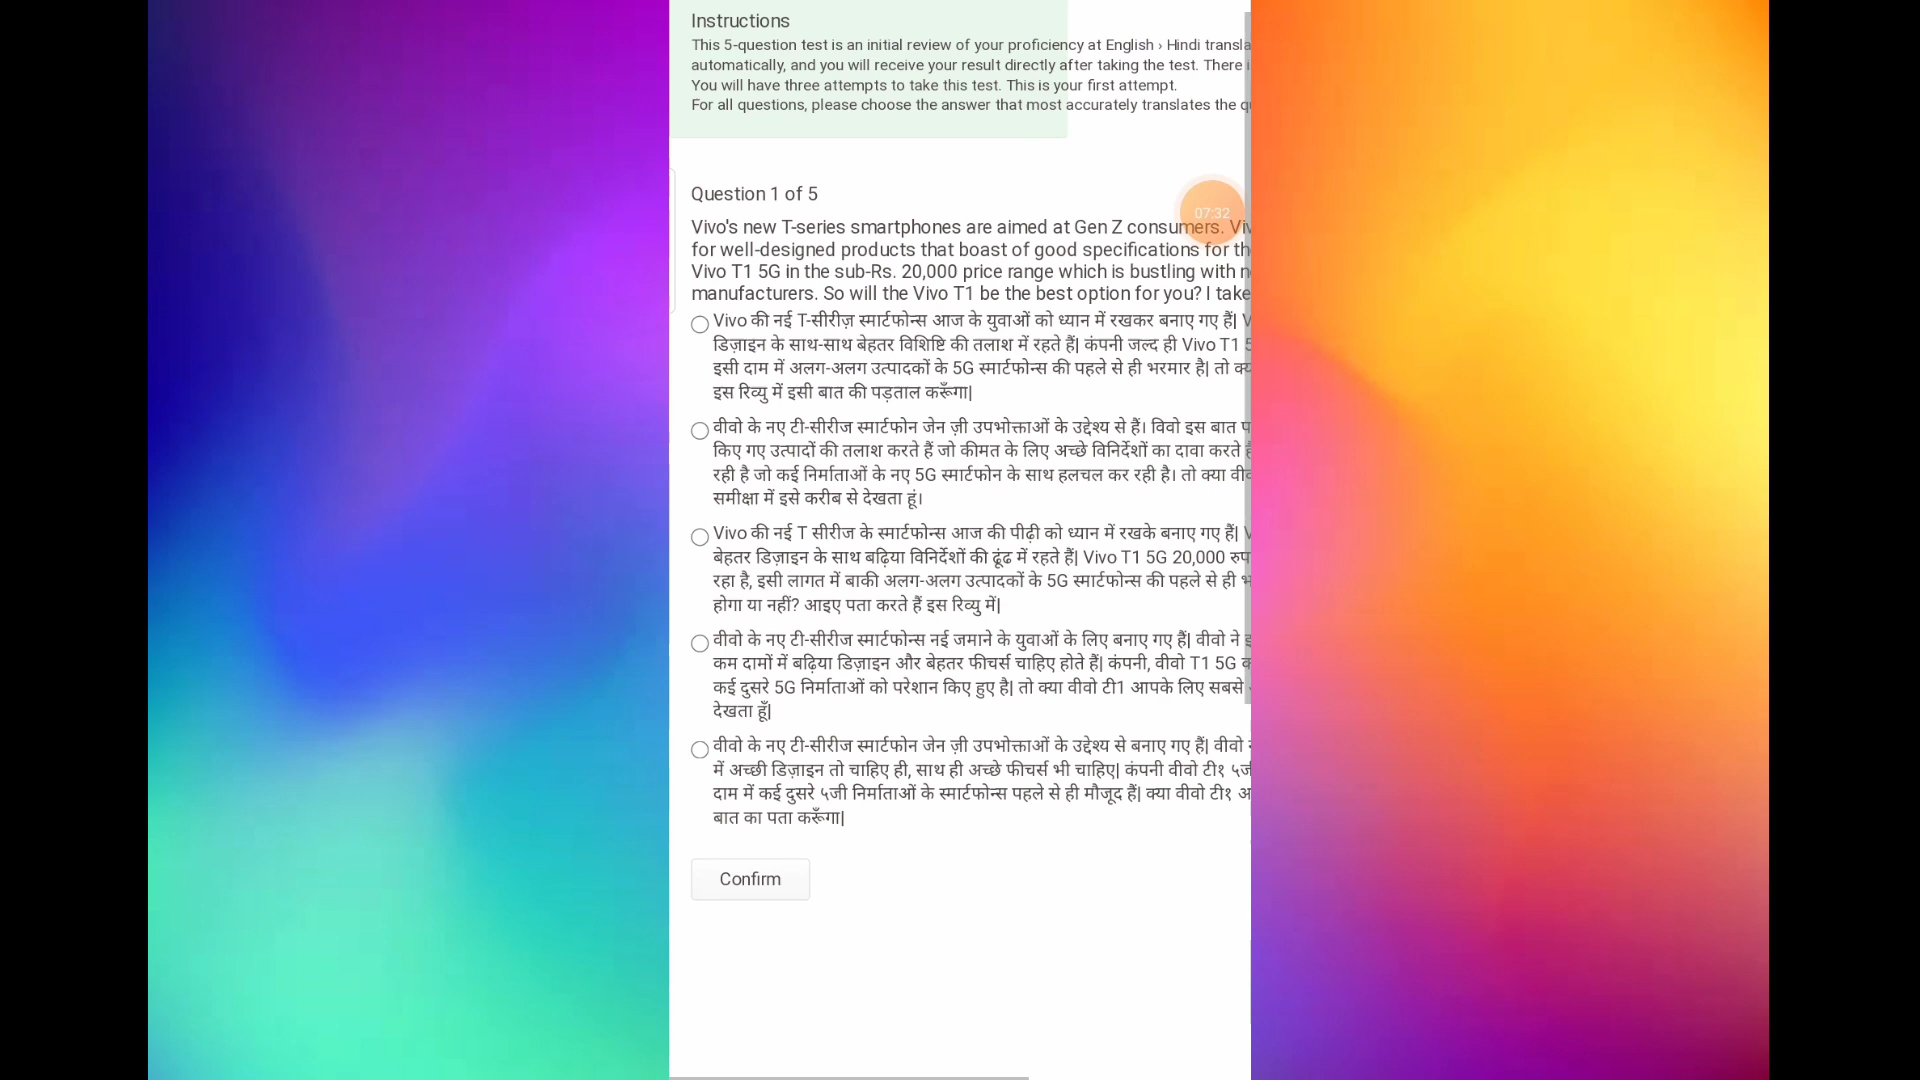 Instructions
This 5-question test is an initial review of your proficiency at English › Hindi
automatically, and you will receive your result directly after taking the test. There
You will have three attempts to take this test. This is your first attempt.
For all questions, please choose the answer that most accurately translates the
Question 1 of 5
07:32
Vivo's new T-series smartphones are aimed at Gen Z consumers.
for well-designed products that boast of good specifications for
Vivo T1 5G in the sub-Rs. 20,000 price range which is bustling with
manufacturers. So will the Vivo T1 be the best option for you? I take
Vivo की नई T-सीरीज़ स्मार्टफोन्स आज के युवाओं को ध्यान में रखकर बनाए गए हैं|
डिज़ाइन के साथ-साथ बेहतर विशिष्टि की तलाश में रहते हैं| कंपनी जल्द ही Vivo T1
इसी दाम में अलग-अलग उत्पादकों के 5G स्मार्टफोन्स की पहले से ही भरमार है| तो
इस रिव्यु में इसी बात की पड़ताल करूँगा|
वीवो के नए टी-सीरीज स्मार्टफोन जेन ज़ी उपभोक्ताओं के उद्देश्य से हैं। विवो इस बात
किए गए उत्पादों की तलाश करते हैं जो कीमत के लिए अच्छे विनिर्देशों का दावा करते
रही है जो कई निर्माताओं के नए 5G स्मार्टफोन के साथ हलचल कर रही है। तो क्या
समीक्षा में इसे करीब से देखता हूं।
Vivo की नई T सीरीज के स्मार्टफोन्स आज की पीढ़ी को ध्यान में रखके बनाए गए हैं|
बेहतर डिज़ाइन के साथ बढ़िया विनिर्देशों की ढूंढ में रहते हैं| Vivo T1 5G 20,000
रहा है, इसी लागत में बाकी अलग-अलग उत्पादकों के 5G स्मार्टफोन्स की पहले से ही
होगा या नहीं? आइए पता करते हैं इस रिव्यु में|
वीवो के नए टी-सीरीज स्मार्टफोन्स नई जमाने के युवाओं के लिए बनाए गए हैं| वीवो ने
कम दामों में बढ़िया डिज़ाइन और बेहतर फीचर्स चाहिए होते हैं| कंपनी, वीवो T1 5G
कई दुसरे 5G निर्माताओं को परेशान किए हुए है| तो क्या वीवो टी1 आपके लिए सबसे
देखता हूँ|
वीवो के नए टी-सीरीज स्मार्टफोन जेन ज़ी उपभोक्ताओं के उद्देश्य से बनाए गए हैं| वीवो
में अच्छी डिज़ाइन तो चाहिए ही, साथ ही अच्छे फीचर्स भी चाहिए| कंपनी वीवो टी१
दाम में कई दुसरे ५जी निर्माताओं के स्मार्टफोन्स पहले से ही मौजूद हैं| क्या वीवो टी१
बात का पता करूँगा|
Confirm